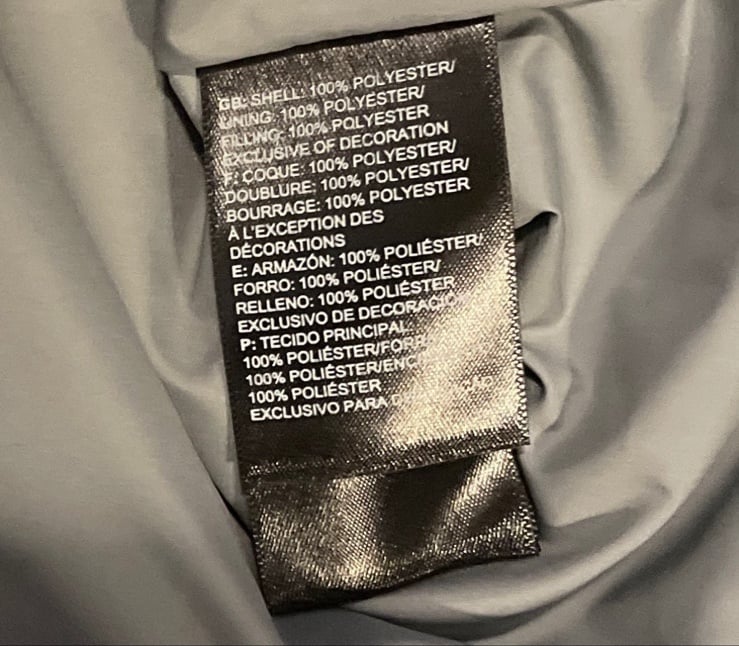 GB: SHELL: 100% POLYESTER/
LINING: 100% POLYESTER/
FILLING: 100% POLYESTER
EXCLUSIVE OF DECORATION
F: COQUE: 100% POLYESTER/
DOUBLURE: 100% POLYESTER/
BOURRAGE: 100% POLYESTER
À L'EXCEPTION DES
DÉCORATIONS
E: ARMAZÓN: 100% POLIÉSTER/
FORRO: 100% POLIÉSTER/
RELLENO: 100% POLIÉSTER
EXCLUSIVO DE
P: TECIDO PRINCIPAL:
100% POLIÉSTER/FORRO:
100%
100% POLIÉSTER
EXCLUSIVO PARA